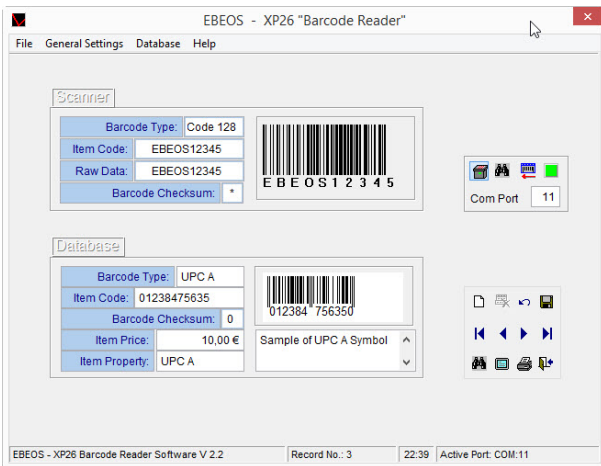 EBEOS - XP26 "Barcode Reader"
File General Settings Database Help
Scanner
Barcode Type: Code 128
Item Code: EBEOS12345
Raw Data: EBEOS12345
Barcode Checksum: *
EBEOS12345
Com Port 11
Database
Barcode Type: UPC A
Item Code: 01238475635
Barcode Checksum: 0
Item Price: 10,00 €
Item Property: UPC A
012384 756350
Sample of UPC A Symbol
EBEOS - XP26 Barcode Reader Software V 2.2 Record No.: 3 22:39 Active Port: COM:11